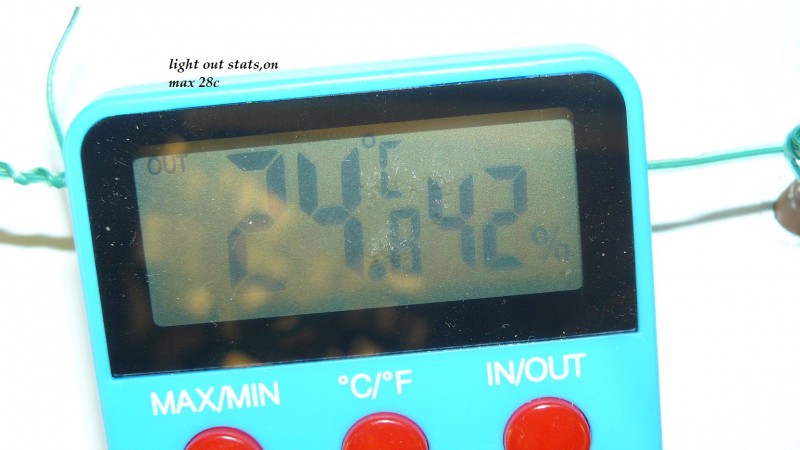 light out stats,on
max 28c
OUT
24.8 °C 42 %
MAX/MIN °C/°F IN/OUT